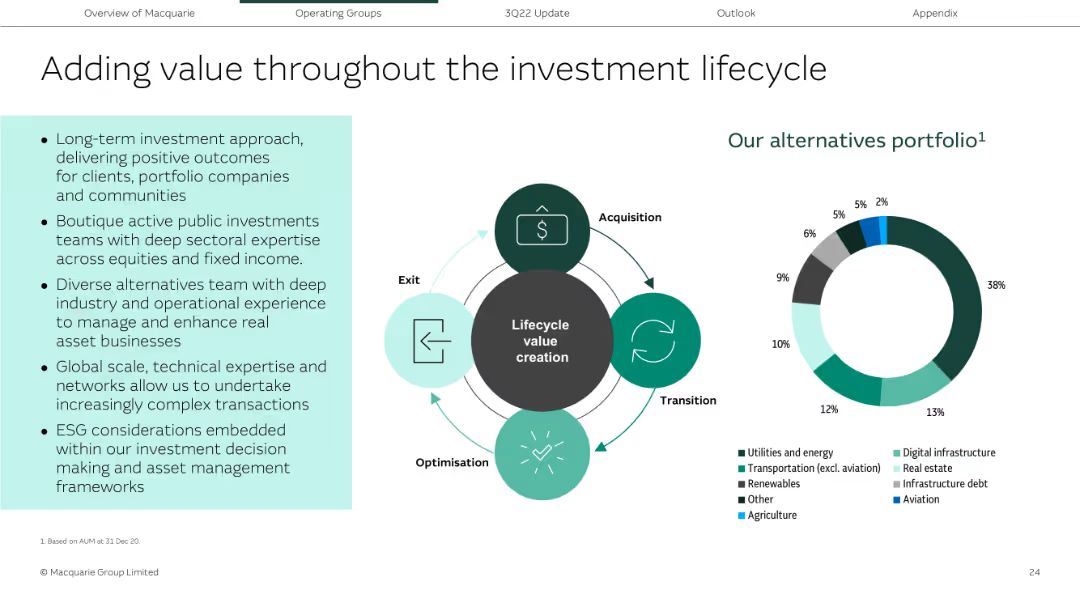 Overview of Macquarie
Operating Groups
3Q22 Update
Outlook
Appendix
Adding value throughout the investment lifecycle
• Long-term investment approach,
delivering positive outcomes
for clients, portfolio companies
and communities
• Boutique active public investments
teams with deep sectoral expertise
across equities and fixed income.
• Diverse alternatives team with deep
industry and operational experience
to manage and enhance real
asset businesses
• Global scale, technical expertise and
networks allow us to undertake
increasingly complex transactions
• ESG considerations embedded
within our investment decision
making and asset management
frameworks
$
Acquisition
Exit
Lifecycle
value
creation
Transition
Optimisation
Our alternatives portfolio1
2%
5%
5%
6%
9%
38%
10%
12%
13%
Utilities and energy
Digital infrastructure
Transportation (excl. aviation)
Real estate
Renewables
Infrastructure debt
Other
Aviation
Agriculture
1. Based on AUM at 31 Dec 20.
© Macquarie Group Limited
24